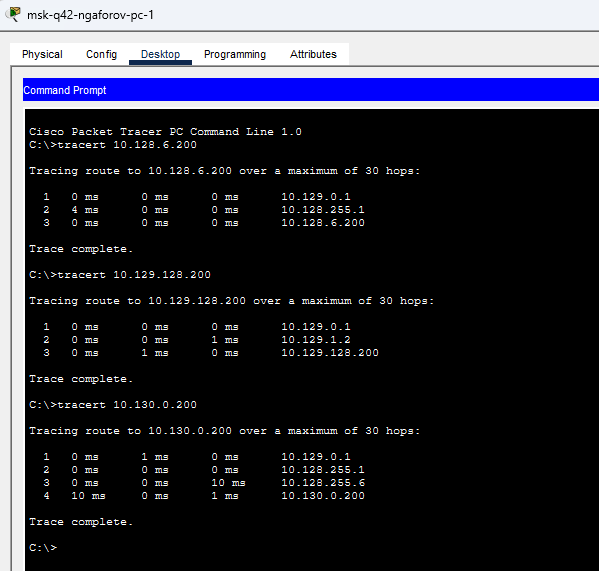 msk-q42-ngaforov-pc-1
Physical Config Desktop Programming Attributes
Command Prompt
Cisco Packet Tracer PC Command Line 1.0
C:\>tracert 10.128.6.200
Tracing route to 10.128.6.200 over a maximum of 30 hops:
1 0 ms 0 ms 0 ms 10.129.0.1
2 4 ms 0 ms 0 ms 10.128.255.1
3 0 ms 0 ms 0 ms 10.128.6.200
Trace complete.
C:\>tracert 10.129.128.200
Tracing route to 10.129.128.200 over a maximum of 30 hops:
1 0 ms 0 ms 0 ms 10.129.0.1
2 0 ms 0 ms 1 ms 10.129.1.2
3 0 ms 1 ms 0 ms 10.129.128.200
Trace complete.
C:\>tracert 10.130.0.200
Tracing route to 10.130.0.200 over a maximum of 30 hops:
1 0 ms 1 ms 0 ms 10.129.0.1
2 0 ms 0 ms 0 ms 10.128.255.1
3 0 ms 0 ms 10 ms 10.128.255.6
4 10 ms 0 ms 1 ms 10.130.0.200
Trace complete.
C:\>